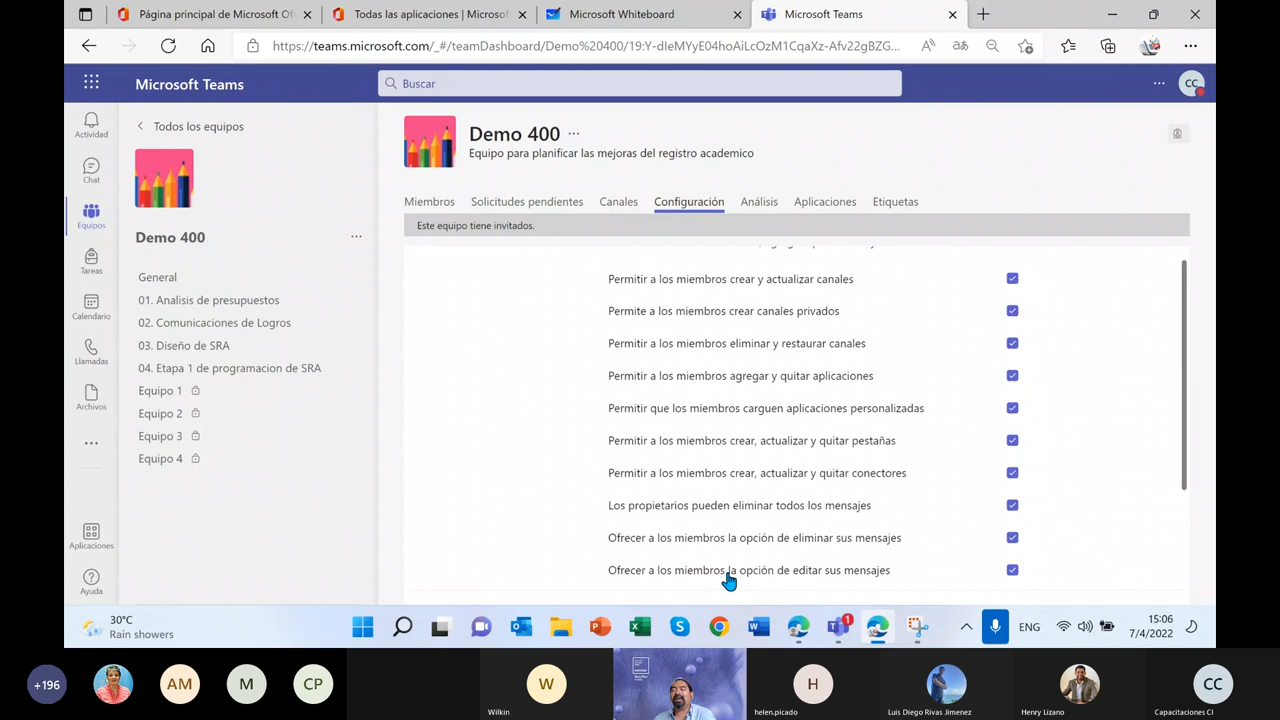 Página principal de Microsoft Of
Todas las aplicaciones | Microsof
Microsoft Whiteboard
Microsoft Teams
https://teams.microsoft.com/_#/teamDashboard/Demo%20400/19:Y-dIeMYyE04hoAiLcOzM1CqaXz-Afv22gBZG...
Microsoft Teams
Buscar
CC
Actividad
Chat
Equipos
Tareas
Calendario
Llamadas
Archivos
Aplicaciones
Ayuda
Todos los equipos
Demo 400
General
01. Analisis de presupuestos
02. Comunicaciones de Logros
03. Diseño de SRA
04. Etapa 1 de programacion de SRA
Equipo 1
Equipo 2
Equipo 3
Equipo 4
Demo 400
Equipo para planificar las mejoras del registro academico
Miembros Solicitudes pendientes Canales Configuración Análisis Aplicaciones Etiquetas
Este equipo tiene invitados.
Permitir a los miembros crear y actualizar canales
Permite a los miembros crear canales privados
Permitir a los miembros eliminar y restaurar canales
Permitir a los miembros agregar y quitar aplicaciones
Permitir que los miembros carguen aplicaciones personalizadas
Permitir a los miembros crear, actualizar y quitar pestañas
Permitir a los miembros crear, actualizar y quitar conectores
Los propietarios pueden eliminar todos los mensajes
Ofrecer a los miembros la opción de eliminar sus mensajes
Ofrecer a los miembros la opción de editar sus mensajes
30°C
Rain showers
1
ENG
15:06
7/4/2022
+196
AM
M
CP
W
Wilkin
H
helen.picado
Luis Diego Rivas Jimenez
Henry Lizano
CC
Capacitaciones CI